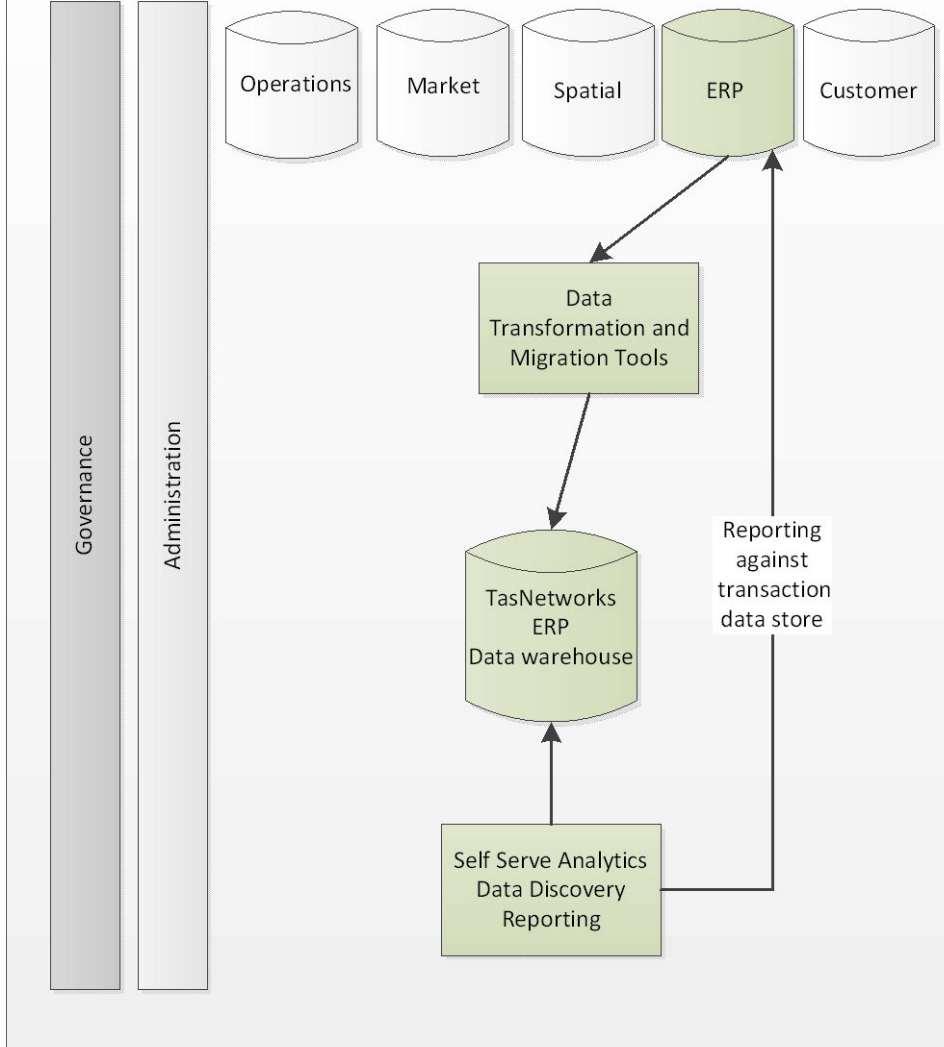 Operations
Market
Spatial
ERP
Customer
Data
Transformation and
Migration Tools
Governance
Administration
Reporting
against
transaction
data store
TasNetworks
ERP
Data warehouse
Self Serve Analytics
Data Discovery
Reporting